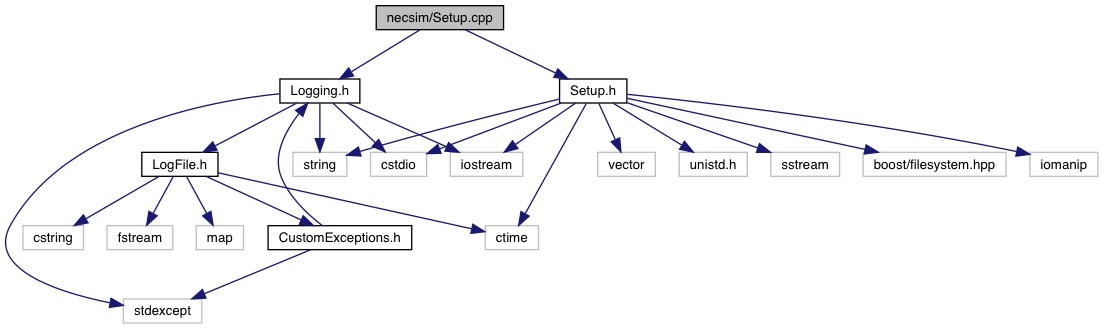 necsim/Setup.cpp
Logging.h
Setup.h
LogFile.h
string
cstdio
iostream
vector
unistd.h
sstream
boost/filesystem.hpp
iomanip
cstring
fstream
map
CustomExceptions.h
ctime
stdexcept